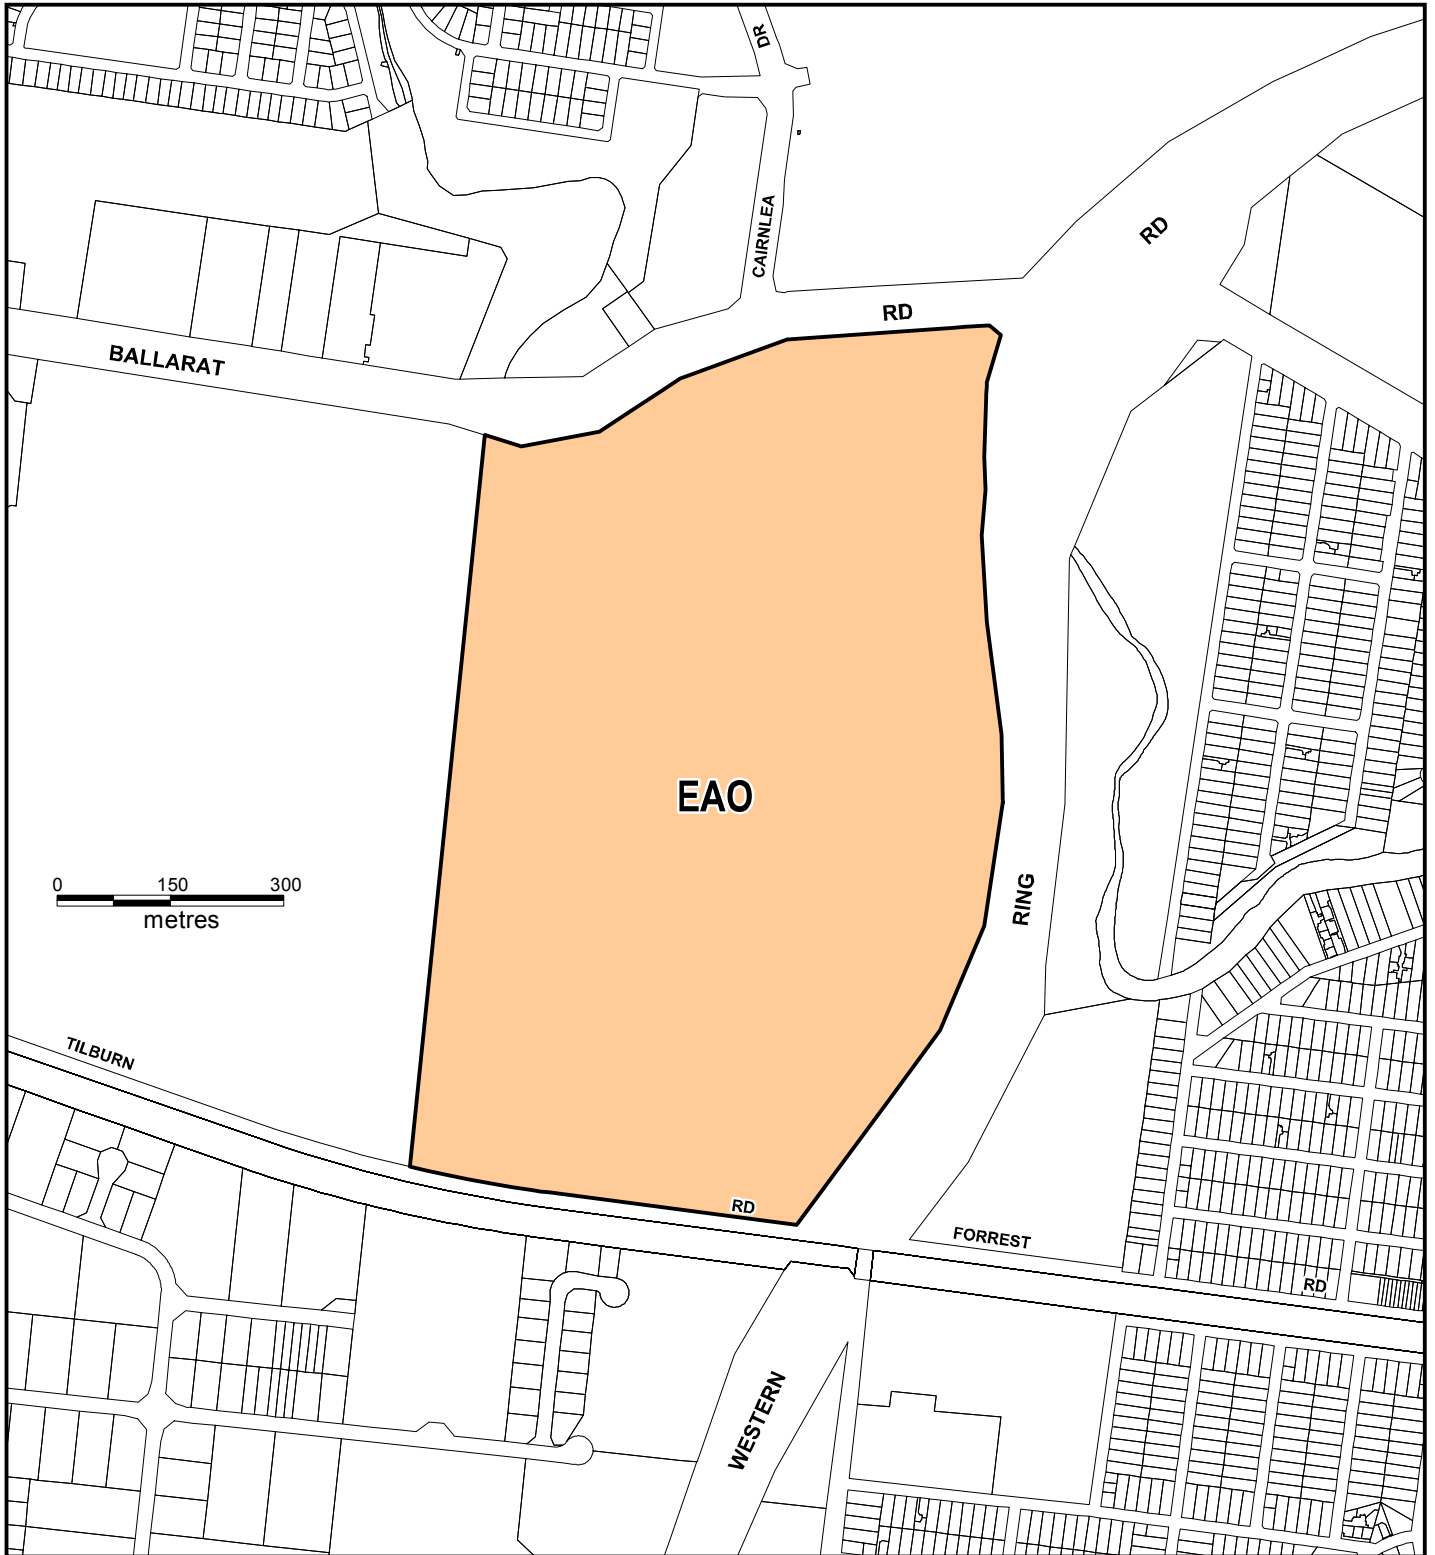 DR
CAIRNLEA
RD
RD
BALLARAT
EAO
0 150 300
metres
RING
TILBURN
RD
FORREST
RD
WESTERN